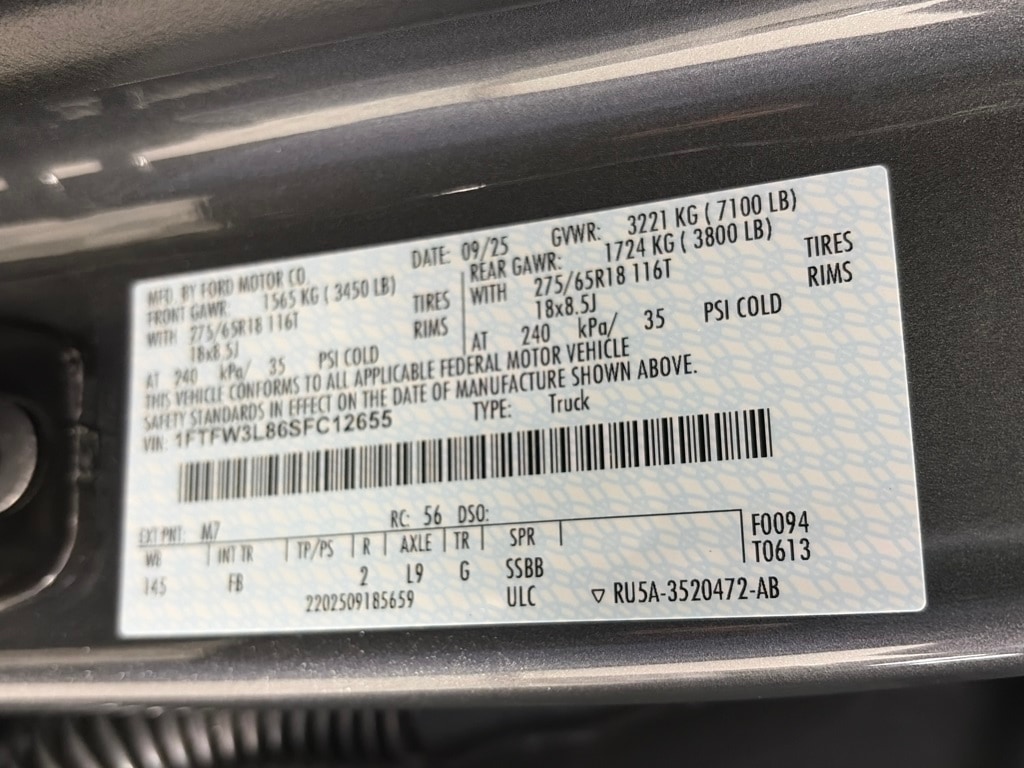 MFD. BY FORD MOTOR CO. DATE: 09/25 GVWR: 3221 KG ( 7100 LB)
FRONT GAWR: 1565 KG ( 3450 LB) REAR GAWR: 1724 KG ( 3800 LB)
WITH 275/65R18 116T TIRES WITH 275/65R18 116T TIRES
18x8.5J RIMS 18x8.5J RIMS
AT 240 kPa/ 35 PSI COLD AT 240 kPa/ 35 PSI COLD
THIS VEHICLE CONFORMS TO ALL APPLICABLE FEDERAL MOTOR VEHICLE
SAFETY STANDARDS IN EFFECT ON THE DATE OF MANUFACTURE SHOWN ABOVE.
VIN: 1FTFW3L86SFC12655 TYPE: Truck
EXT PNT: M7 RC: 56 DSO:
WB INT TR TP/PS R AXLE TR SPR F0094
145 FB 2 L9 G SSBB T0613
2202509185659 ULC ▽ RU5A-3520472-AB